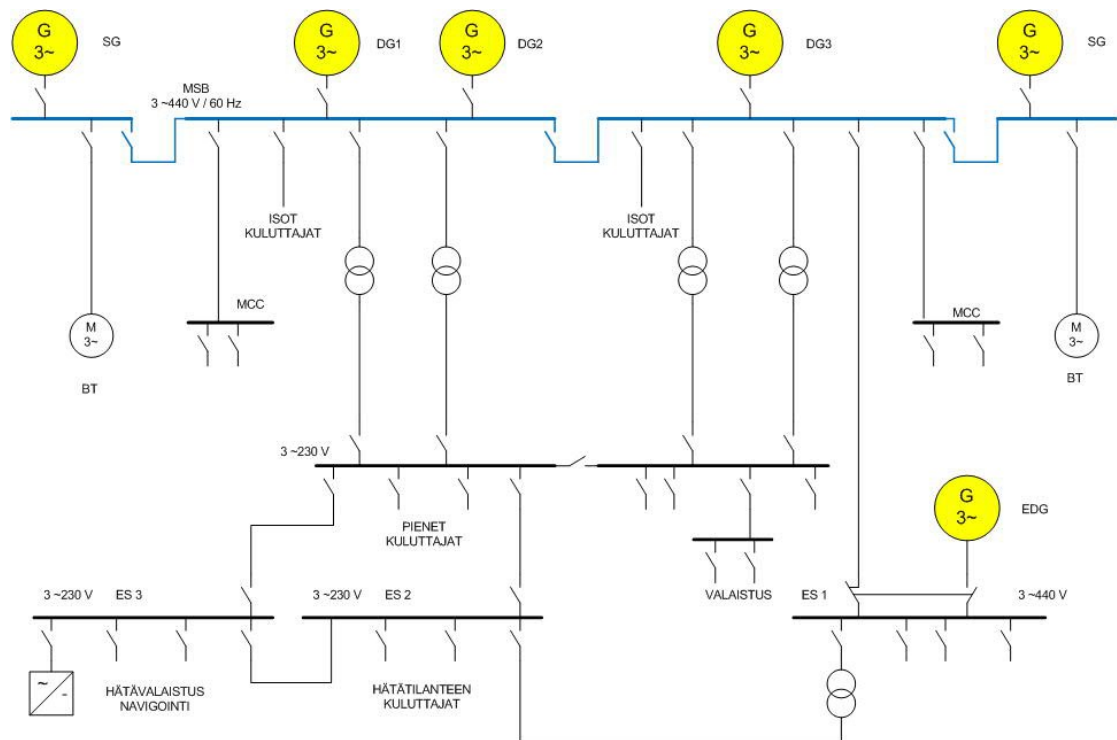 G
3~
SG
G
3~
DG1
G
3~
DG2
G
3~
DG3
G
3~
SG
MSB
3 ~440 V / 60 Hz
ISOT
KULUTTAJAT
ISOT
KULUTTAJAT
MCC
MCC
M
3~
BT
M
3~
BT
3 ~230 V
PIENET
KULUTTAJAT
G
3~
EDG
VALAISTUS
3 ~230 V
ES 3
3 ~230 V
ES 2
ES 1
3 ~440 V
~
-
HÄTÄVALAISTUS
NAVIGOINTI
HÄTÄTILANTEEN
KULUTTAJAT